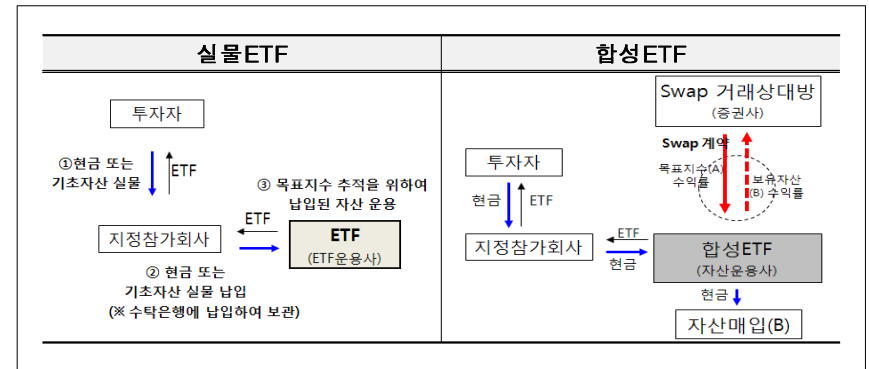 실물ETF
합성ETF
투자자
①현금 또는
기초자산 실물
ETF
③ 목표지수 추적을 위하여
납입된 자산 운용
지정참가회사
ETF
ETF
(ETF운용사)
② 현금 또는
기초자산 실물 납입
(※ 수탁은행에 납입하여 보관)
Swap 거래상대방
(증권사)
Swap 계약
목표지수(A)
수익률
보유자산
(B) 수익률
투자자
현금
ETF
지정참가회사
ETF
현금
합성ETF
(자산운용사)
현금
자산매입(B)